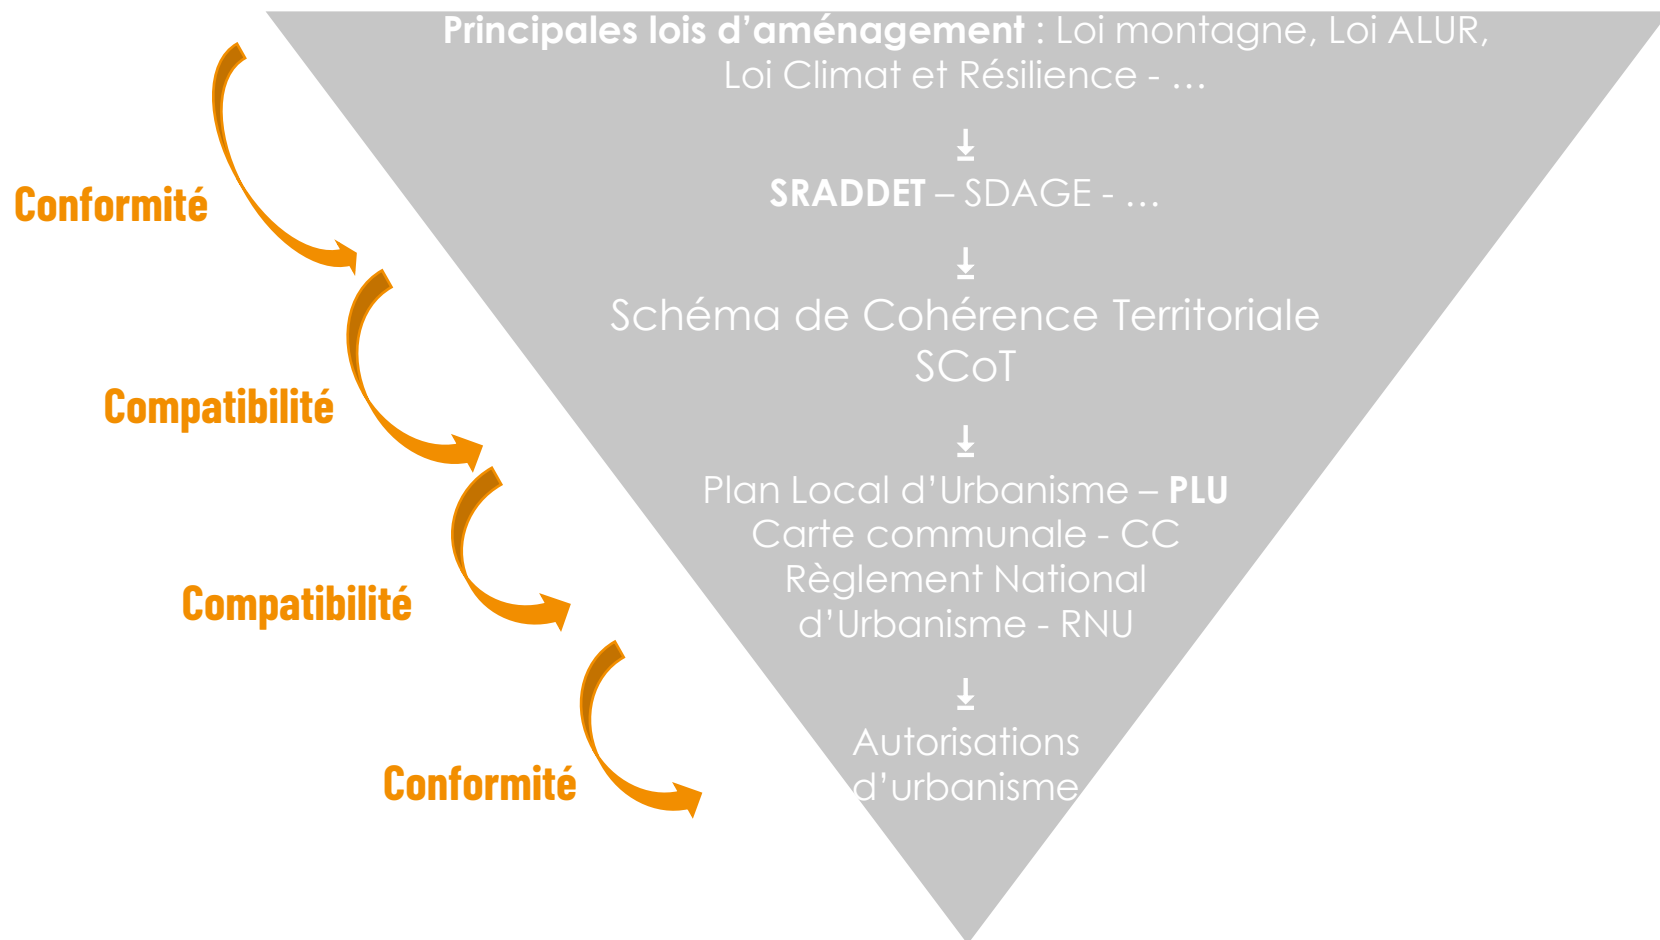 Principales lois d’aménagement : Loi montagne, Loi ALUR,
Loi Climat et Résilience - …
Conformité
SRADDET – SDAGE - …
Schéma de Cohérence Territoriale
SCoT
Compatibilité
Plan Local d’Urbanisme – PLU
Carte communale - CC
Règlement National
d’Urbanisme - RNU
Compatibilité
Autorisations
d’urbanisme
Conformité